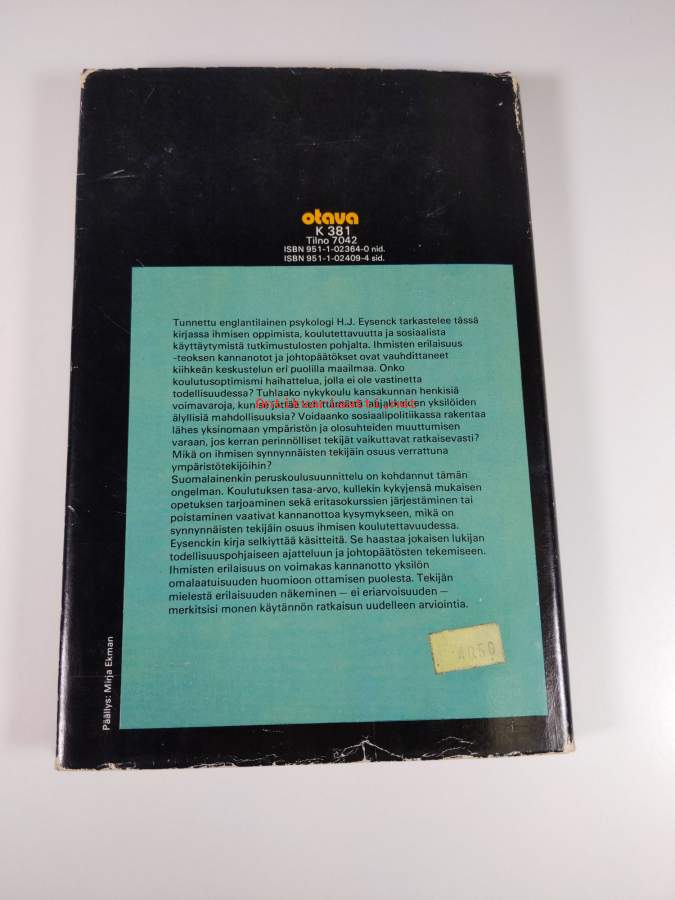 otava
K 381
Tilno 7042
ISBN 951-1-02364-0 nid.
ISBN 951-1-02409-4 sid.
Tunnettu englantilainen psykologi H.J. Eysenck tarkastelee tässä
kirjassa ihmisen oppimista, koulutettavuutta ja sosiaalista
käyttäytymistä tutkimustulosten pohjalta. Ihmisten erilaisuus
-teoksen kannanotot ja johtopäätökset ovat vauhdittaneet
kiihkeän keskustelun eri puolilla maailmaa. Onko
koulutusoptimismi haihattelua, jolla ei ole vastinetta
todellisuudessa? Tuhlaako nykykoulu kansakunnan henkisiä
voimavaroja, kun se jättää yksilöiden
älyllisiä mahdollisuuksia? Voidaanko sosiaalipolitiikassa rakentaa
lähes yksinomaan ympäristön ja olosuhteiden muuttumisen
varaan, jos kerran perinnölliset tekijät vaikuttavat ratkaisevasti?
Mikä on ihmisen synnynnäisten tekijäin osuus verrattuna
ympäristötekijöihin?
Suomalainenkin peruskoulusuunnittelu on kohdannut tämän
ongelman. Koulutuksen tasa-arvo, kullekin kykyjensä mukaisen
opetuksen tarjoaminen sekä eritasokurssien järjestäminen tai
poistaminen vaativat kannanottoa kysymykseen, mikä on
synnynnäisten tekijäin osuus ihmisen koulutettavuudessa.
Eysenckin kirja selkiyttää käsitteitä. Se haastaa jokaisen lukijan
todellisuuspohjaiseen ajatteluun ja johtopäätösten tekemiseen.
Ihmisten erilaisuus on voimakas kannanotto yksilön
omalaatuisuuden huomioon ottamisen puolesta. Tekijän
mielestä erilaisuuden näkeminen — ei eriarvoisuuden —
merkitsisi monen käytännön ratkaisun uudelleen arviointia.
40,50
Päällys: Mirja Ekman